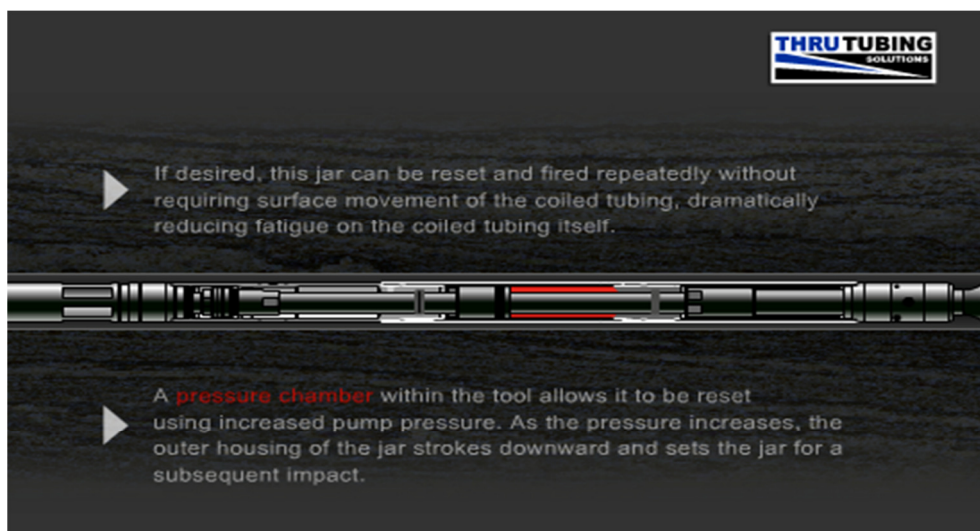 THRU TUBING
SOLUTIONS
If desired, this jar can be reset and fired repeatedly without
requiring surface movement of the coiled tubing, dramatically
reducing fatigue on the coiled tubing itself.
A pressure chamber within the tool allows it to be reset
using increased pump pressure. As the pressure increases, the
outer housing of the jar strokes downward and sets the jar for a
subsequent impact.